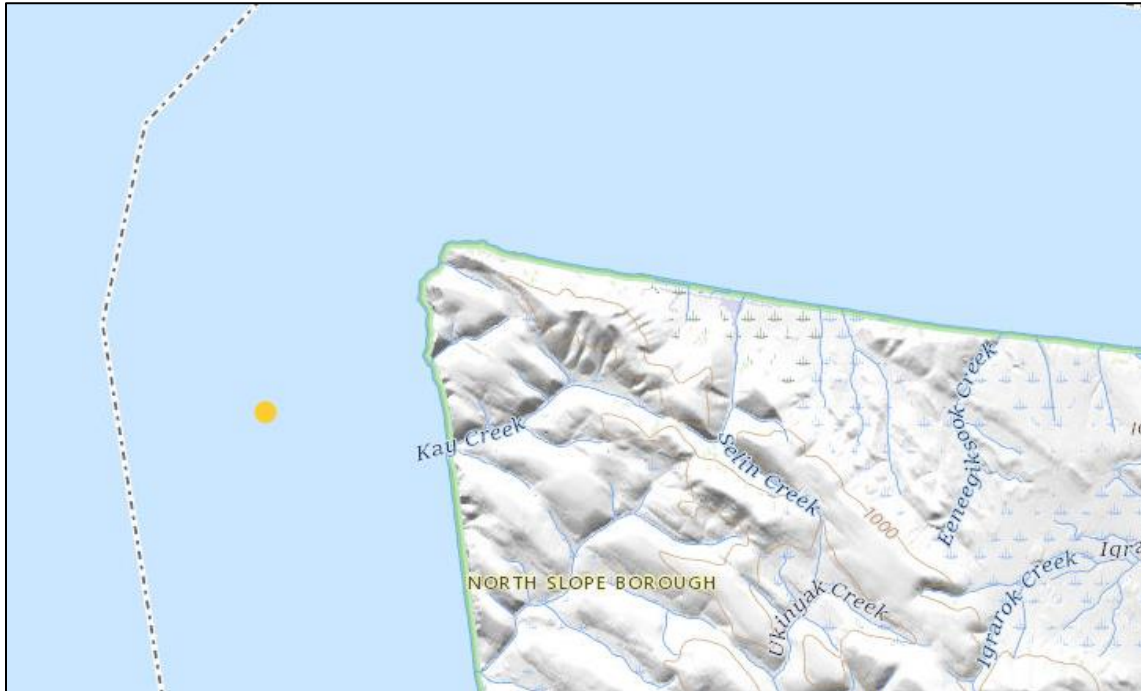 Kay Creek
Selin Creek
Eeneegiksook Creek
1000
NORTH SLOPE BOROUGH
Ukinyak Creek
Igrarok Creek